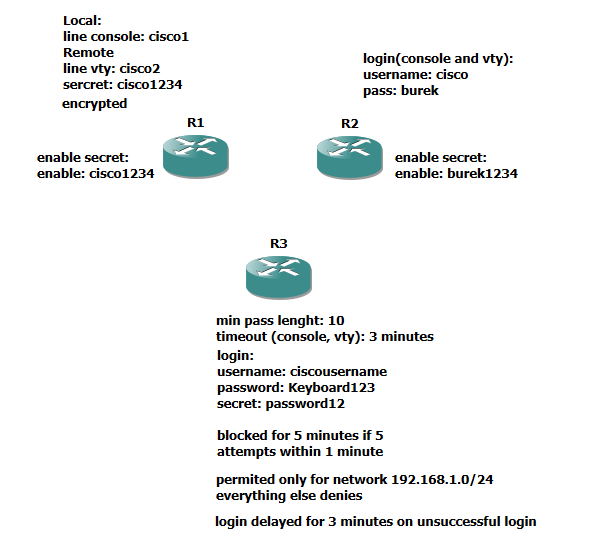 Local:
line console: cisco1
Remote
line vty: cisco2
sercret: cisco1234
encrypted
login(console and vty):
username: cisco
pass: burek
R1
R2
enable secret:
enable: cisco1234
enable secret:
enable: burek1234
R3
min pass lenght: 10
timeout (console, vty): 3 minutes
login:
username: ciscousername
password: Keyboard123
secret: password12
blocked for 5 minutes if 5
attempts within 1 minute
permited only for network 192.168.1.0/24
everything else denies
login delayed for 3 minutes on unsuccessful login